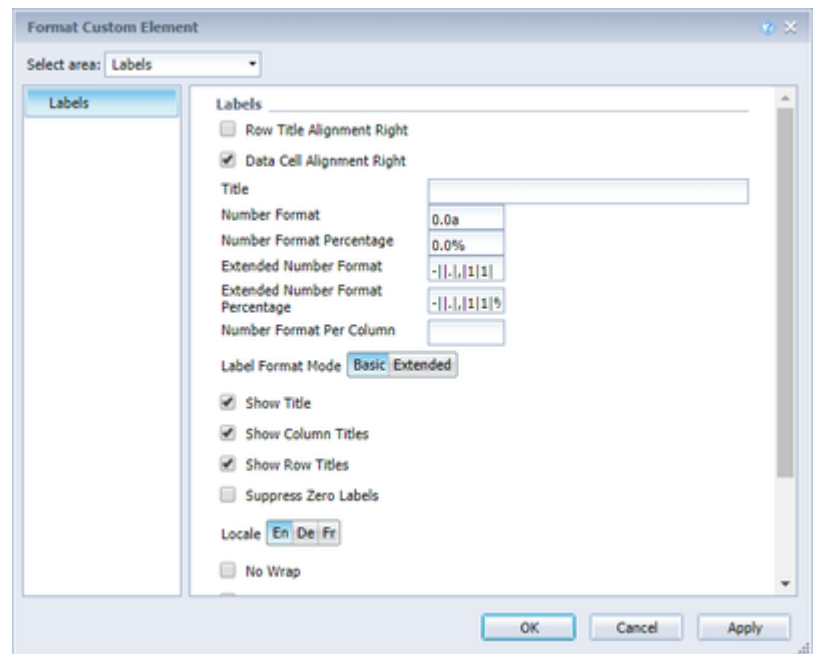 Format Custom Element
Select area: Labels
Labels
Labels
Row Title Alignment Right
Data Cell Alignment Right
Title
Number Format 0.0a
Number Format Percentage 0.0%
Extended Number Format -||.|,|1|1|
Extended Number Format
Percentage -||.|,|1|1|%
Number Format Per Column
Label Format Mode Basic Extended
Show Title
Show Column Titles
Show Row Titles
Suppress Zero Labels
Locale En De Fr
No Wrap
OK Cancel Apply